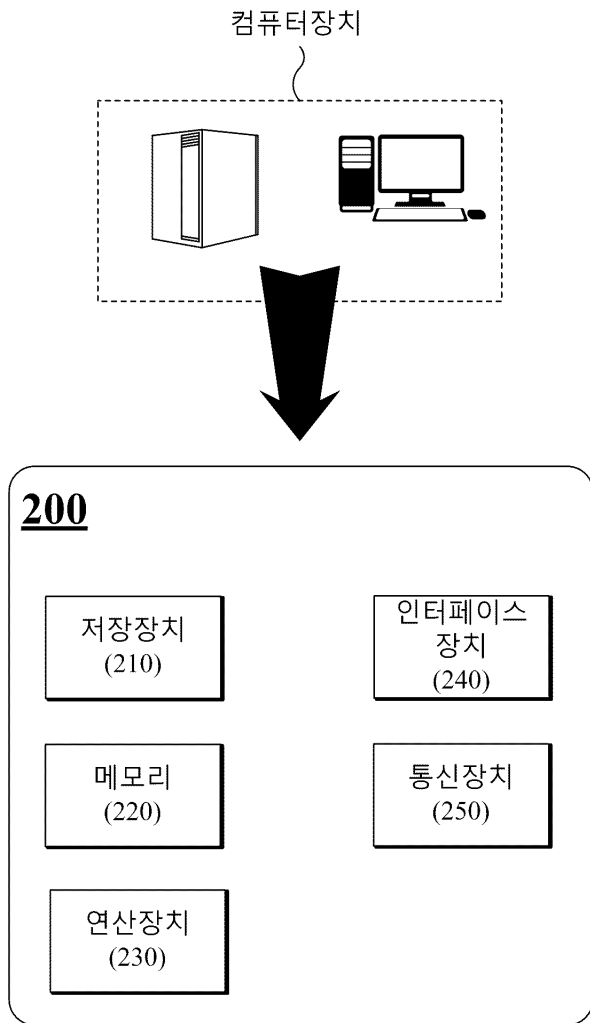 컴퓨터장치
200
저장장치
(210)
인터페이스
장치
(240)
메모리
(220)
통신장치
(250)
연산장치
(230)